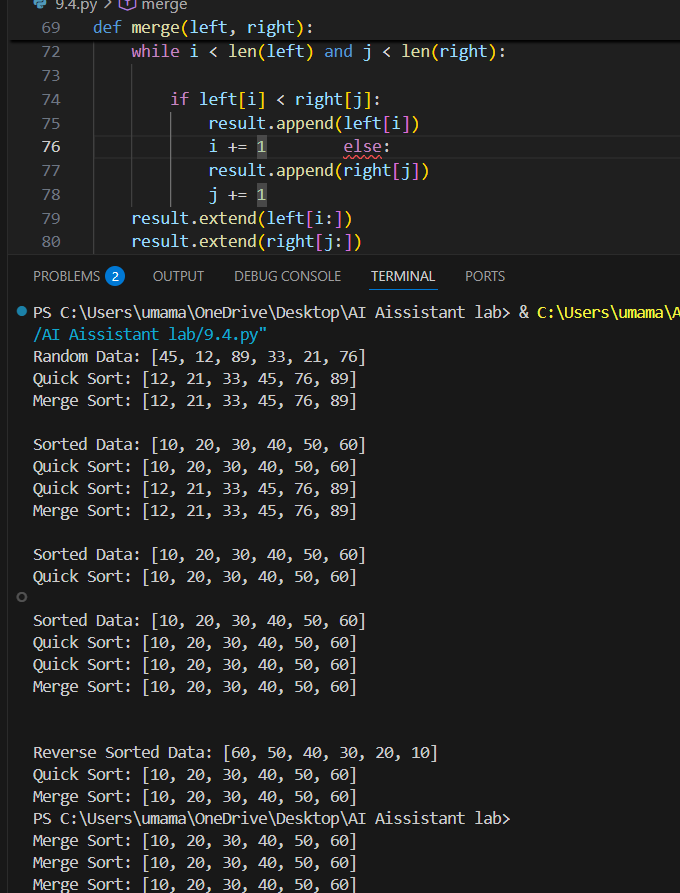 9.4.py > merge
69 def merge(left, right):
72 while i < len(left) and j < len(right):
73
74 if left[i] < right[j]:
75 result.append(left[i])
76 i += 1 else:
77 result.append(right[j])
78 j += 1
79 result.extend(left[i:])
80 result.extend(right[j:])
PROBLEMS 2 OUTPUT DEBUG CONSOLE TERMINAL PORTS
PS C:\Users\umama\OneDrive\Desktop\AI Aissistant lab> & C:\Users\umama\A
/AI Aissistant lab/9.4.py"
Random Data: [45, 12, 89, 33, 21, 76]
Quick Sort: [12, 21, 33, 45, 76, 89]
Merge Sort: [12, 21, 33, 45, 76, 89]
Sorted Data: [10, 20, 30, 40, 50, 60]
Quick Sort: [10, 20, 30, 40, 50, 60]
Quick Sort: [12, 21, 33, 45, 76, 89]
Merge Sort: [12, 21, 33, 45, 76, 89]
Sorted Data: [10, 20, 30, 40, 50, 60]
Quick Sort: [10, 20, 30, 40, 50, 60]
Sorted Data: [10, 20, 30, 40, 50, 60]
Quick Sort: [10, 20, 30, 40, 50, 60]
Quick Sort: [10, 20, 30, 40, 50, 60]
Merge Sort: [10, 20, 30, 40, 50, 60]
Reverse Sorted Data: [60, 50, 40, 30, 20, 10]
Quick Sort: [10, 20, 30, 40, 50, 60]
Merge Sort: [10, 20, 30, 40, 50, 60]
PS C:\Users\umama\OneDrive\Desktop\AI Aissistant lab>
Merge Sort: [10, 20, 30, 40, 50, 60]
Merge Sort: [10, 20, 30, 40, 50, 60]
Merge Sort: [10, 20, 30, 40, 50, 60]